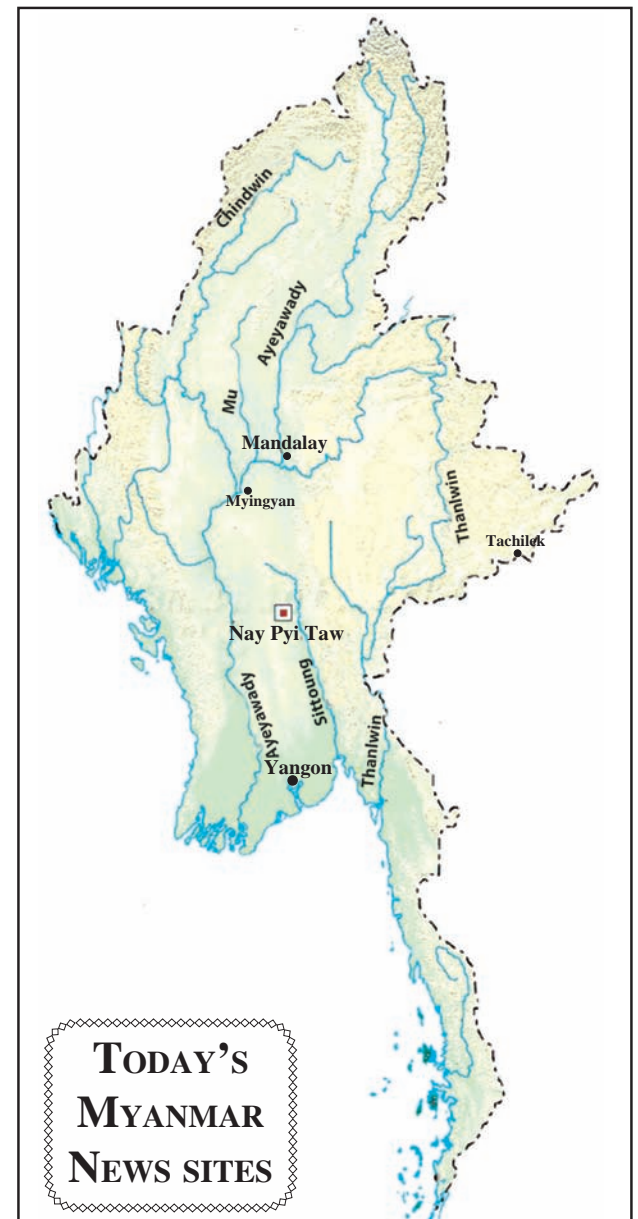 Chindwin
Ayeyawady
Mu
Mandalay
Myingyan
Thanlwin
Tachilek
Nay Pyi Taw
Sittoung
Ayeyawady
Thanlwin
Yangon
TODAY'S
MYANMAR
NEWS SITES